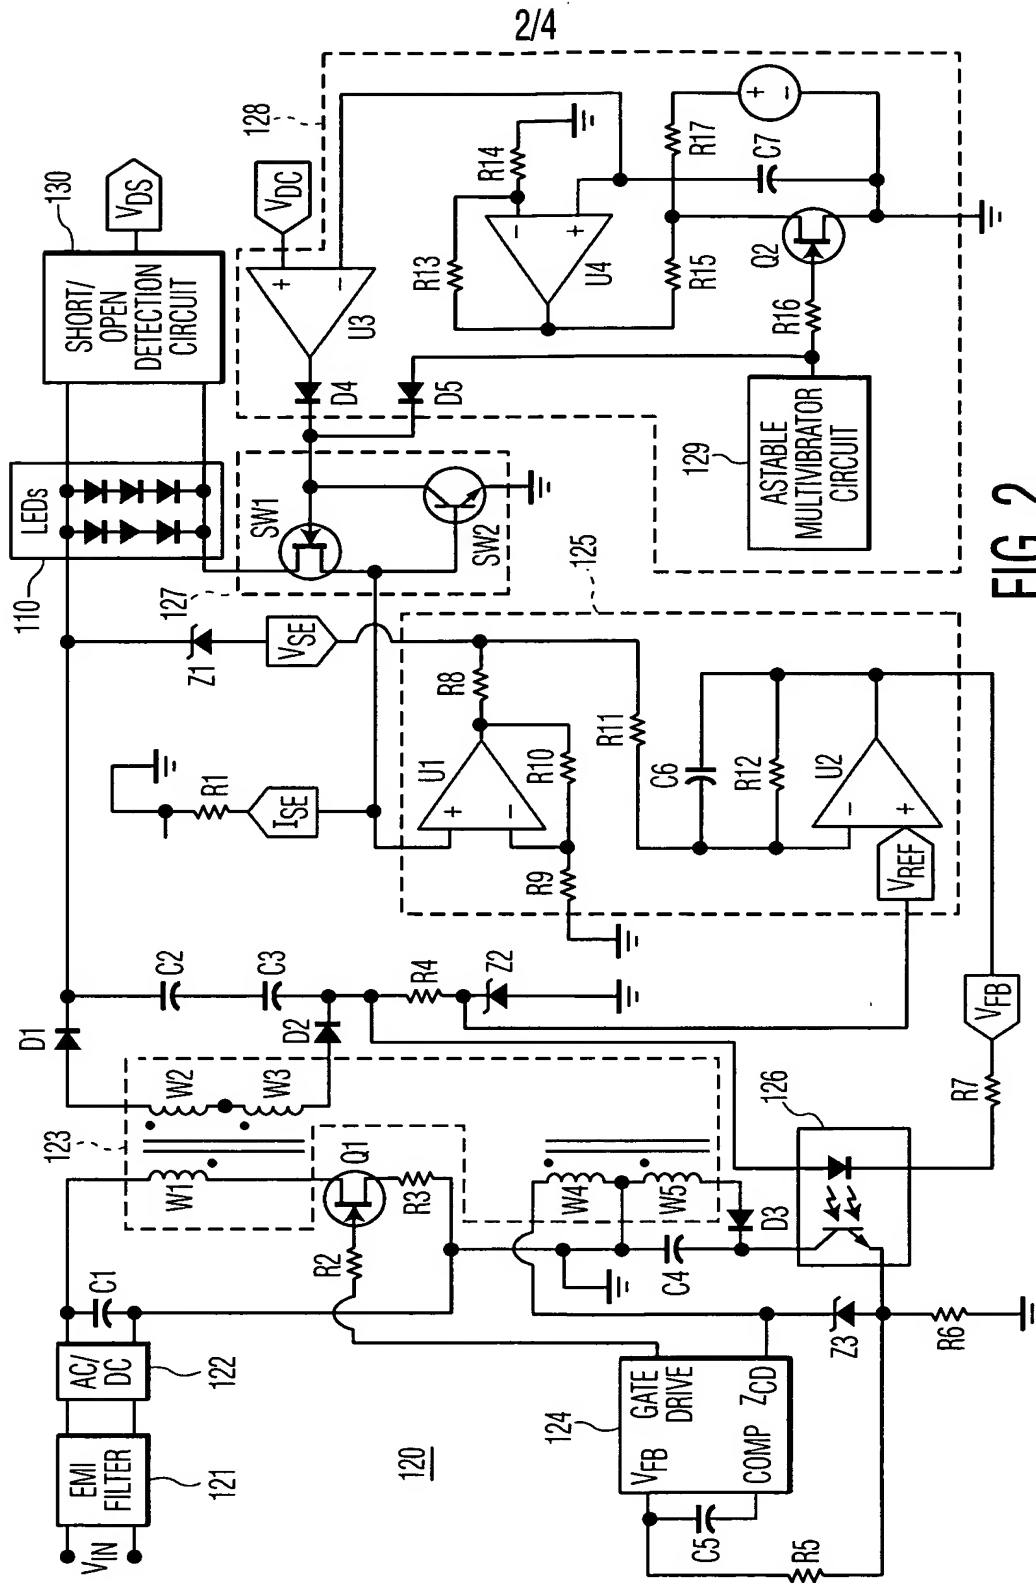 2/4
VIN
EMI
FILTER
121
AC/
DC
122
C1
120
123
W1
W2
W3
D1
D2
C2
C3
R4
Z2
Q1
R2
R3
W4
W5
D3
C4
124
GATE
DRIVE
VFB
COMP
ZCD
C5
R5
Z3
R6
126
R7
VFB
R1
ISE
Z1
VSE
125
U1
+
−
R8
R9
R10
R11
C6
R12
U2
−
+
VREF
110
LEDs
127
SW1
SW2
130
SHORT/
OPEN
DETECTION
CIRCUIT
VDS
128
VDC
+
−
U3
D4
D5
R13
R14
−
+
U4
R15
R16
R17
+
−
C7
Q2
129
ASTABLE
MULTIVIBRATOR
CIRCUIT
FIG. 2